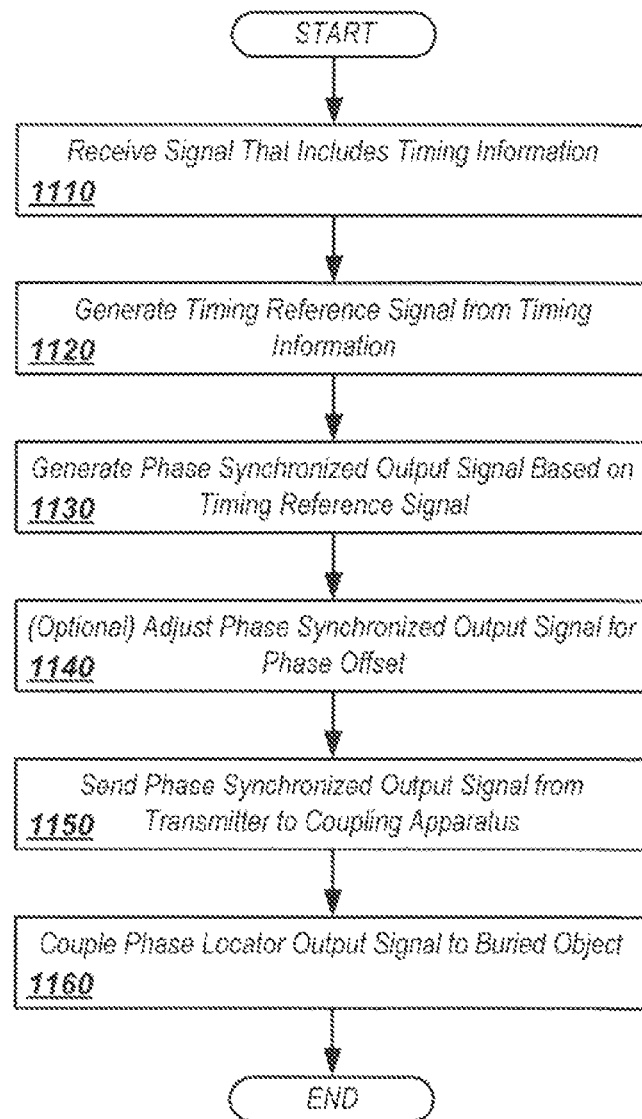 START
Receive Signal That Includes Timing Information
1110
Generate Timing Reference Signal from Timing
Information
1120
Generate Phase Synchronized Output Signal Based on
Timing Reference Signal
1130
(Optional) Adjust Phase Synchronized Output Signal for
Phase Offset
1140
Send Phase Synchronized Output Signal from
Transmitter to Coupling Apparatus
1150
Couple Phase Locator Output Signal to Buried Object
1160
END